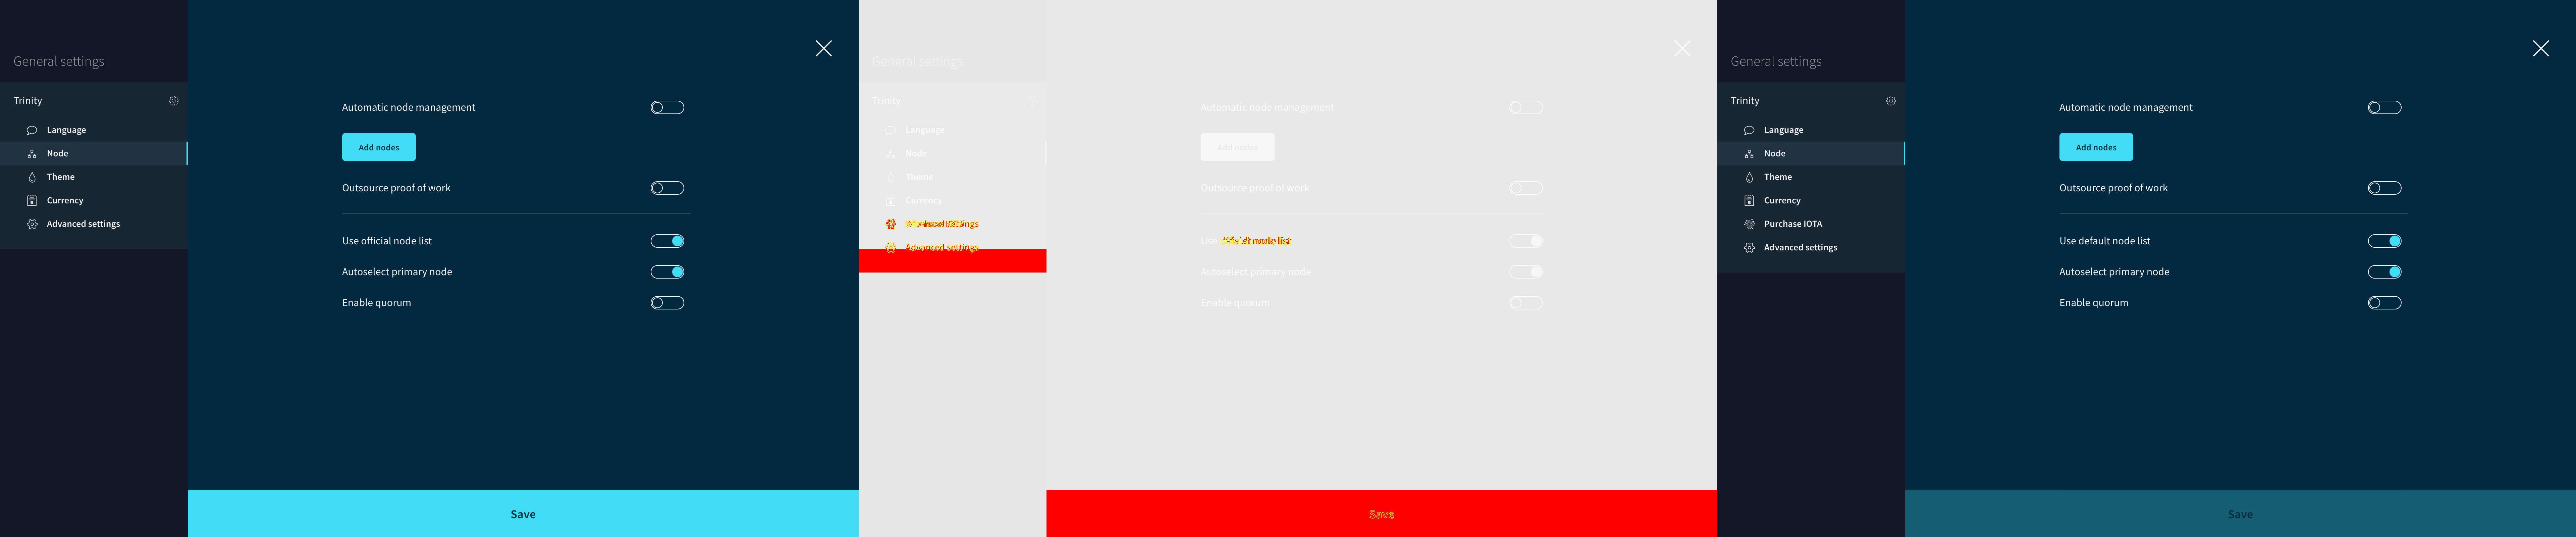 General settings
Trinity
Language
Node
Theme
Currency
Advanced settings
Automatic node management
Add nodes
Outsource proof of work
Use official node list
Autoselect primary node
Enable quorum
Save
General settings
Trinity
Language
Node
Theme
Currency
Advanced settings
Automatic node management
Add nodes
Outsource proof of work
Use
Autoselect primary node
Enable quorum
Save
General settings
Trinity
Language
Node
Theme
Currency
Purchase IOTA
Advanced settings
Automatic node management
Add nodes
Outsource proof of work
Use default node list
Autoselect primary node
Enable quorum
Save